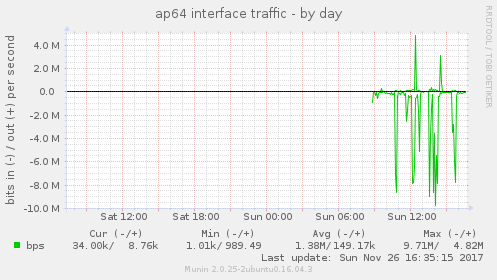 ap64 interface traffic - by day
bits in (-) / out (+) per second
4.0 M
2.0 M
0.0
-2.0 M
-4.0 M
-6.0 M
-8.0 M
-10.0 M
Sat 12:00 Sat 18:00 Sun 00:00 Sun 06:00 Sun 12:00
Cur (-/+) Min (-/+) Avg (-/+) Max (-/+)
bps 34.00k/ 8.76k 1.01k/989.49 1.38M/149.17k 9.71M/ 4.82M
Last update: Sun Nov 26 16:35:15 2017
Munin 2.0.25-2ubuntu0.16.04.3
RRDTOOL / TOBI OETIKER